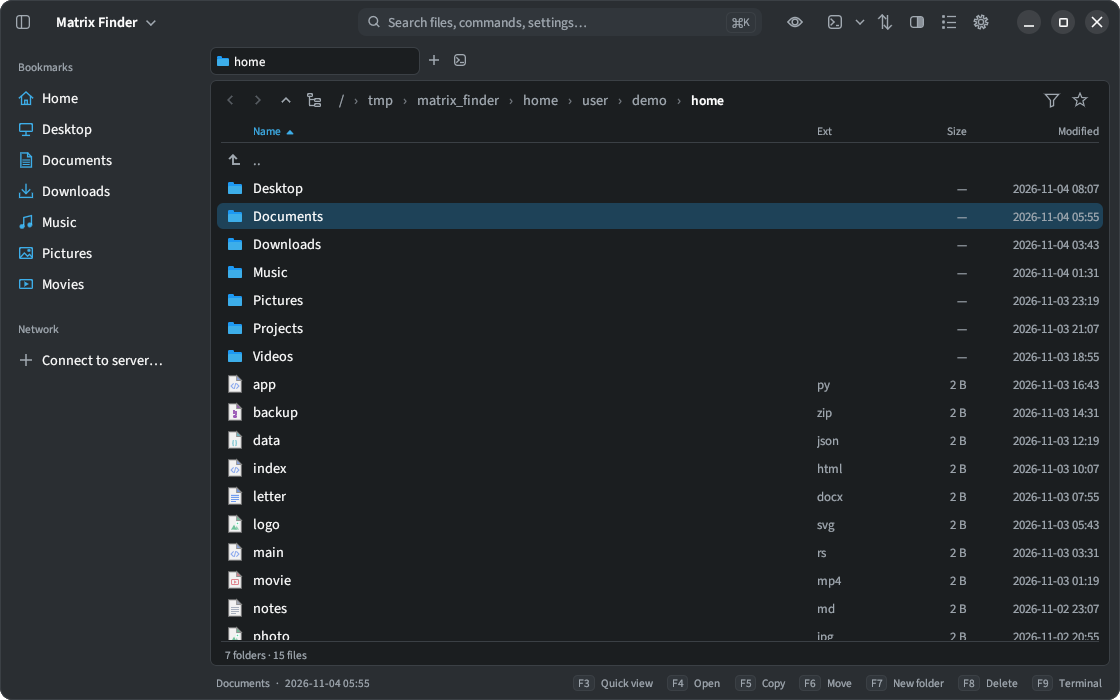 Matrix Finder
Search files, commands, settings… ⌘K
Bookmarks
Home
Desktop
Documents
Downloads
Music
Pictures
Movies
Network
Connect to server…
home
/ › tmp › matrix_finder › home › user › demo › home
Name Ext Size Modified
..
Desktop — 2026-11-04 08:07
Documents — 2026-11-04 05:55
Downloads — 2026-11-04 03:43
Music — 2026-11-04 01:31
Pictures — 2026-11-03 23:19
Projects — 2026-11-03 21:07
Videos — 2026-11-03 18:55
app py 2 B 2026-11-03 16:43
backup zip 2 B 2026-11-03 14:31
data json 2 B 2026-11-03 12:19
index html 2 B 2026-11-03 10:07
letter docx 2 B 2026-11-03 07:55
logo svg 2 B 2026-11-03 05:43
main rs 2 B 2026-11-03 03:31
movie mp4 2 B 2026-11-03 01:19
notes md 2 B 2026-11-02 23:07
photo jpg 2 B 2026-11-02 20:55
7 folders · 15 files
Documents · 2026-11-04 05:55
F3 Quick view F4 Open F5 Copy F6 Move F7 New folder F8 Delete F9 Terminal